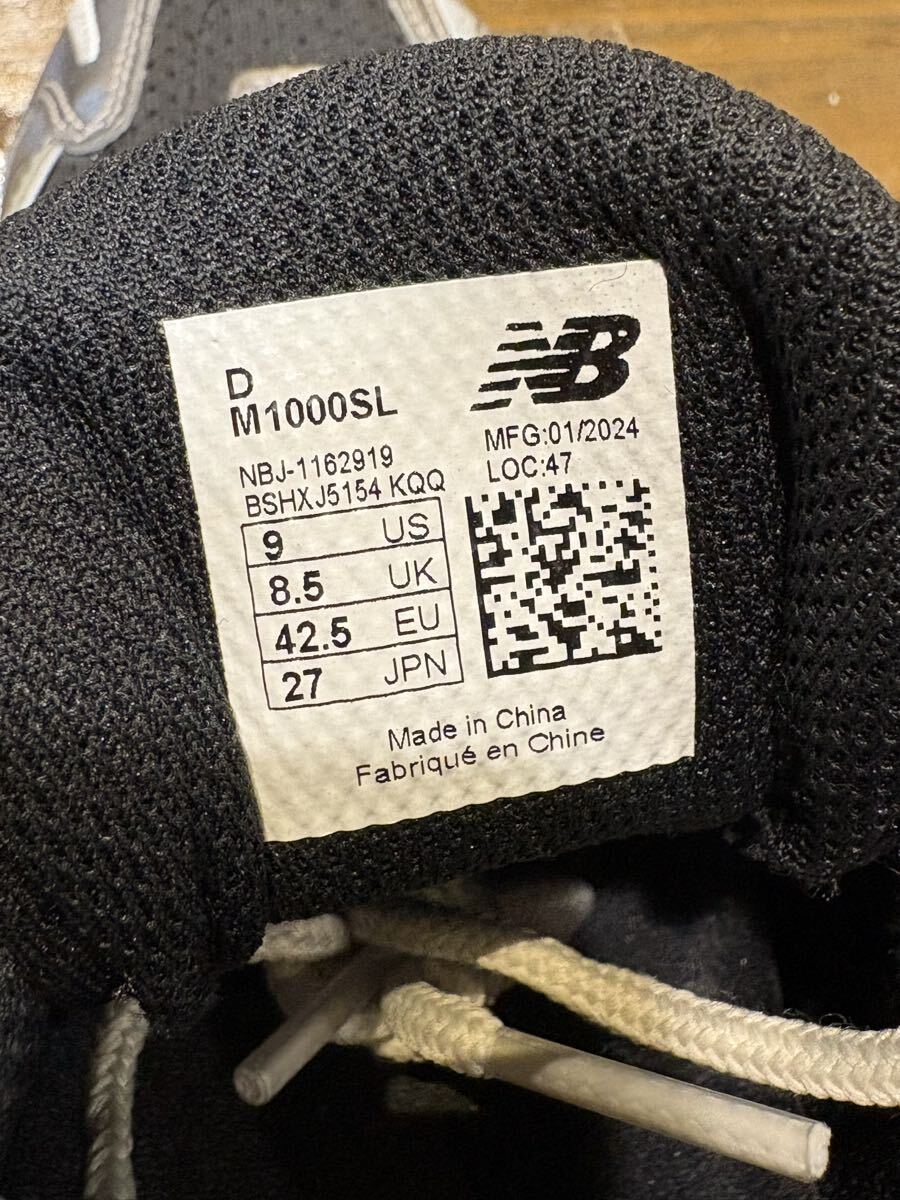 D
M1000SL
NBJ-1162919
BSHXJ5154 KQQ
NB
MFG:01/2024
LOC:47
9 US
8.5 UK
42.5 EU
27 JPN
Made in China
Fabriqué en Chine